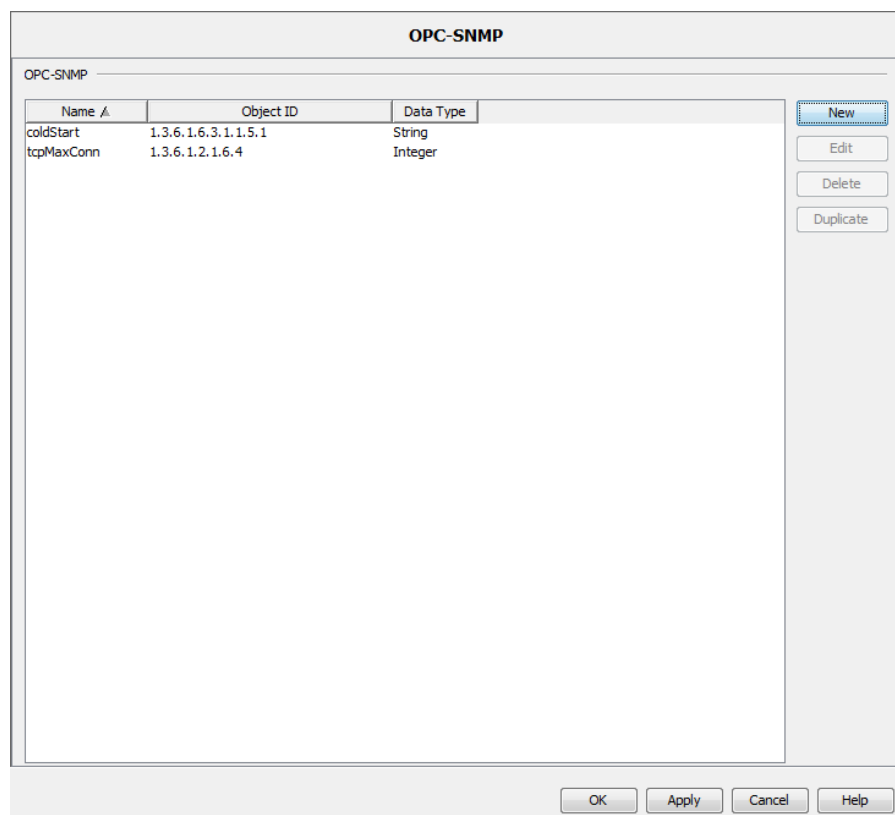 OPC-SNMP
OPC-SNMP
Name Object ID Data Type
coldStart 1.3.6.1.6.3.1.1.5.1 String
tcpMaxConn 1.3.6.1.2.1.6.4 Integer
New
Edit
Delete
Duplicate
OK Apply Cancel Help